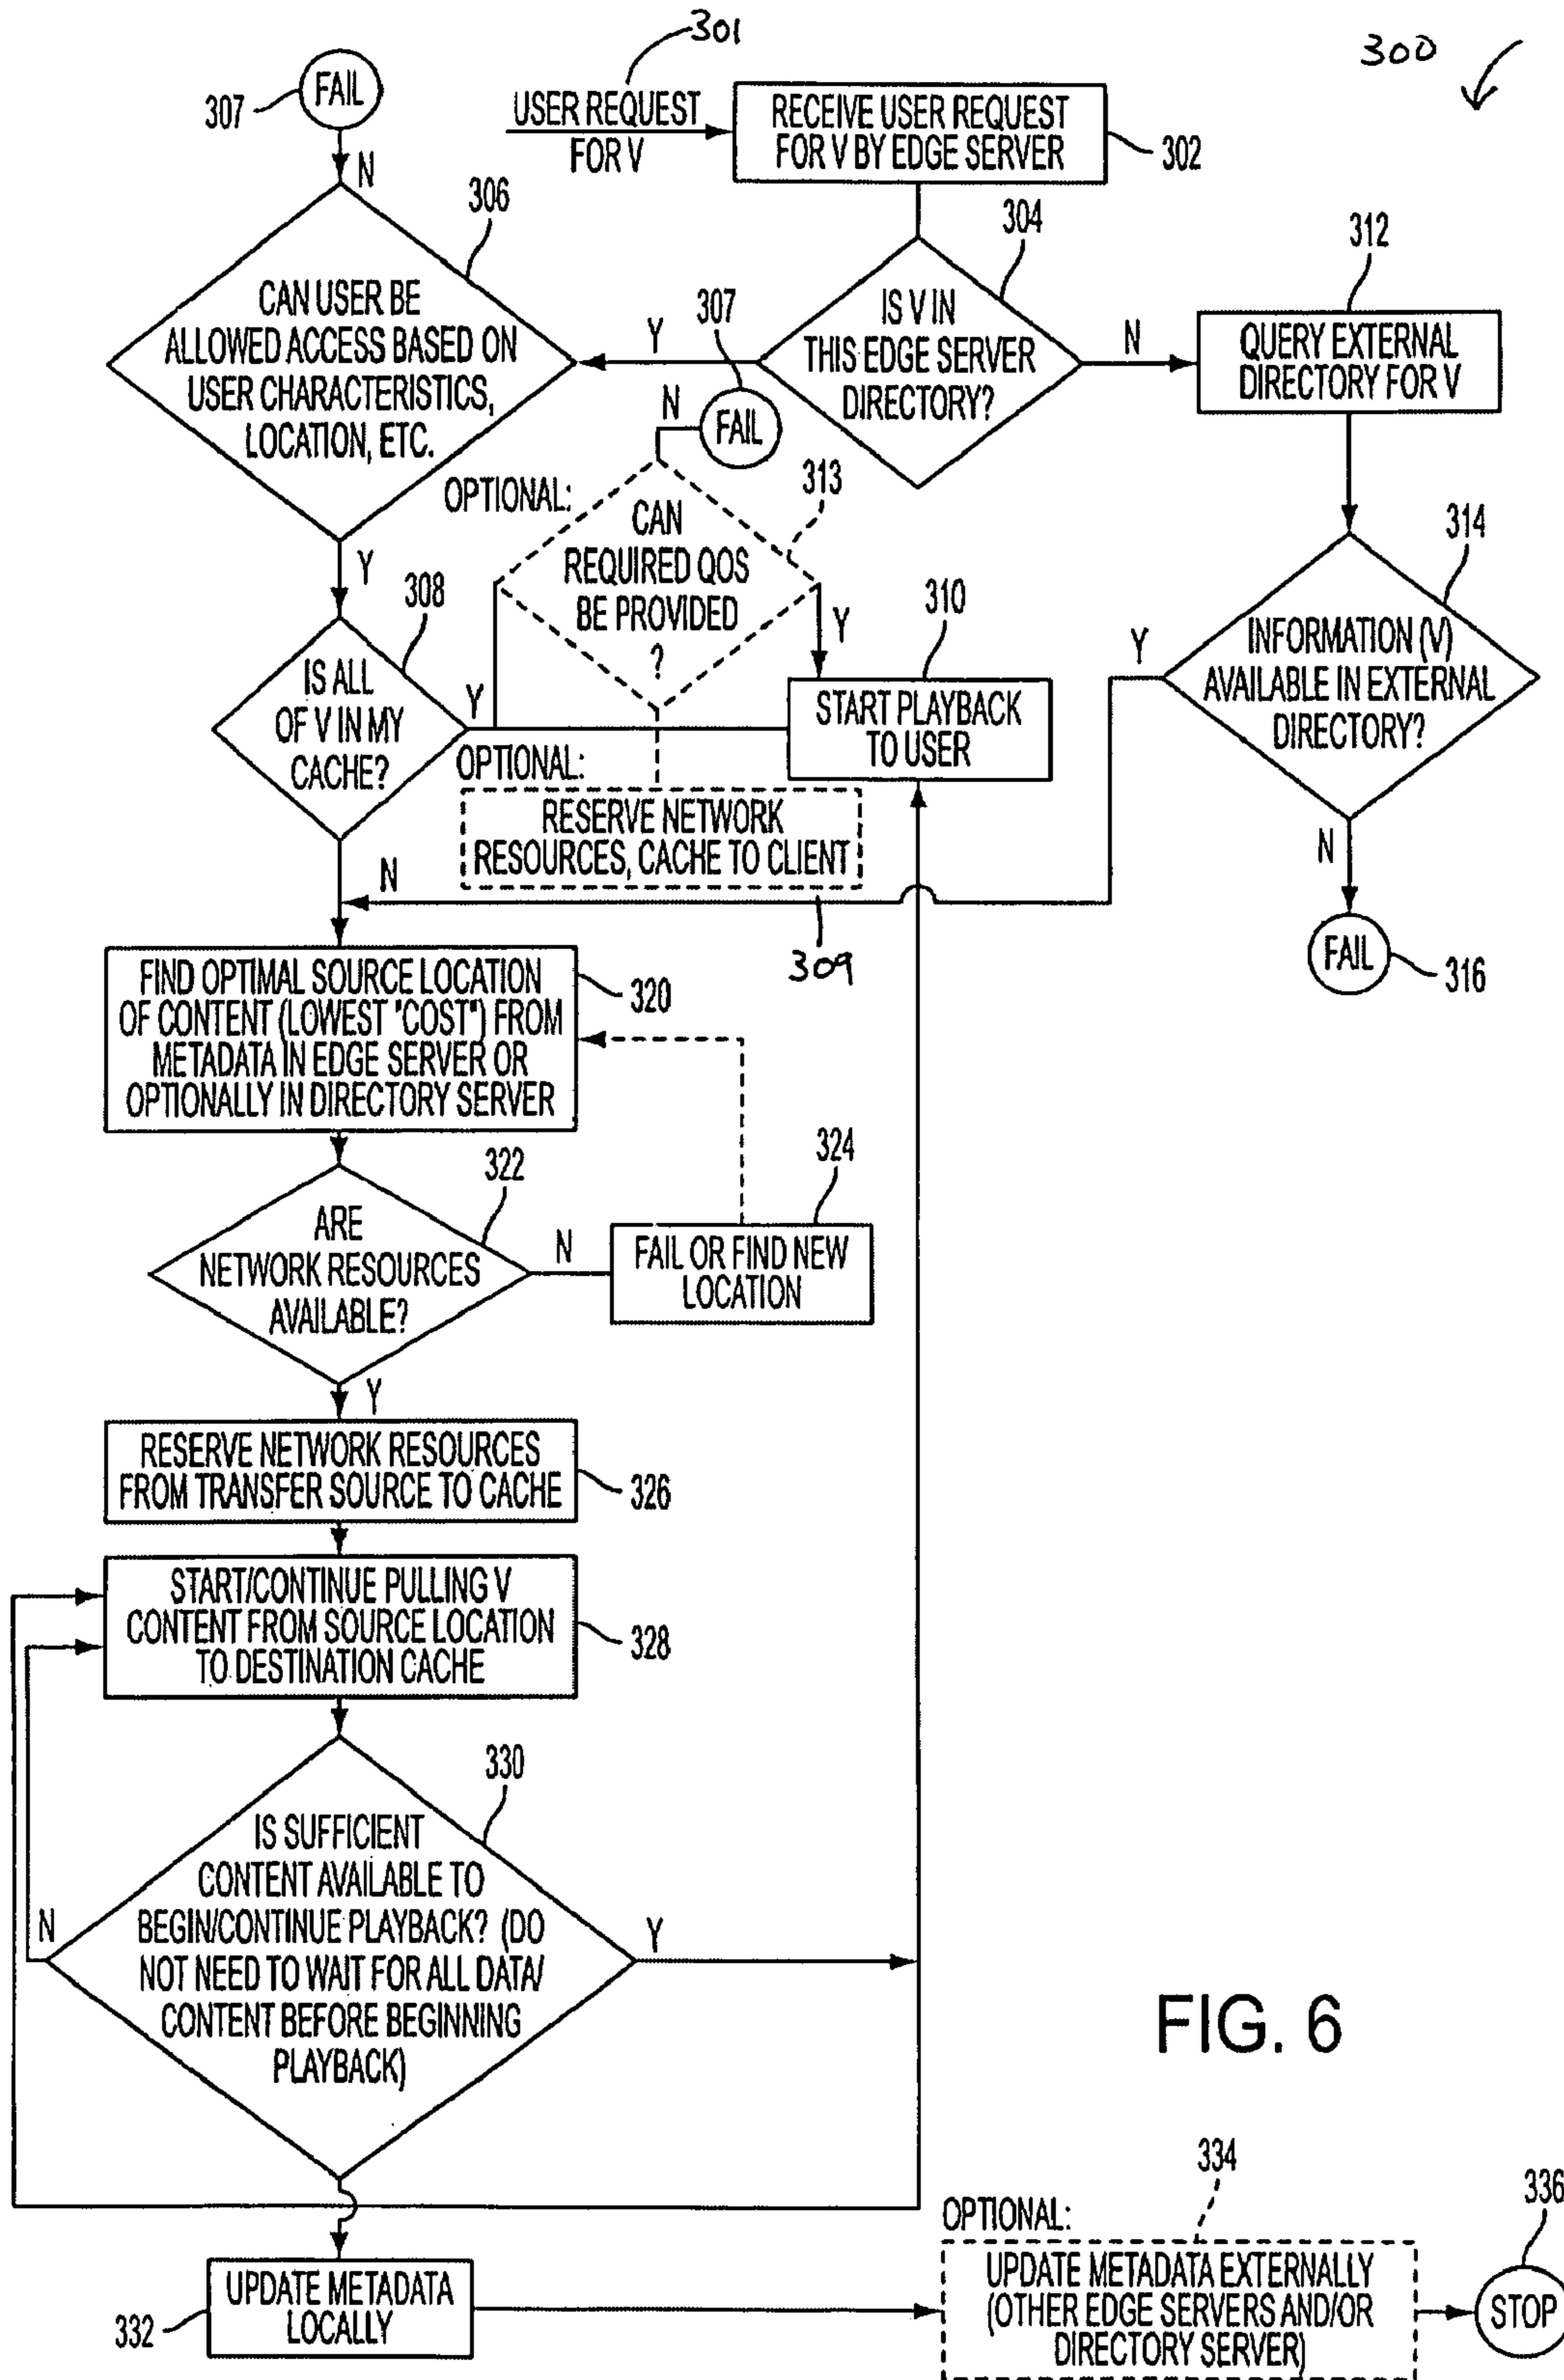 301
300
FAIL
307
N
USER REQUEST
FOR V
RECEIVE USER REQUEST
FOR V BY EDGE SERVER
302
306
CAN USER BE
ALLOWED ACCESS BASED ON
USER CHARACTERISTICS,
LOCATION, ETC.
Y
304
IS V IN
THIS EDGE SERVER
DIRECTORY?
Y
N
312
QUERY EXTERNAL
DIRECTORY FOR V
307
FAIL
N
OPTIONAL:
313
CAN
REQUIRED QOS
BE PROVIDED
?
Y
314
INFORMATION (V)
AVAILABLE IN EXTERNAL
DIRECTORY?
Y
N
FAIL
316
308
IS ALL
OF V IN MY
CACHE?
Y
N
310
START PLAYBACK
TO USER
OPTIONAL:
RESERVE NETWORK
RESOURCES, CACHE TO CLIENT
309
FIND OPTIMAL SOURCE LOCATION
OF CONTENT (LOWEST "COST") FROM
METADATA IN EDGE SERVER OR
OPTIONALLY IN DIRECTORY SERVER
320
322
ARE
NETWORK RESOURCES
AVAILABLE?
N
324
FAIL OR FIND NEW
LOCATION
Y
RESERVE NETWORK RESOURCES
FROM TRANSFER SOURCE TO CACHE
326
START/CONTINUE PULLING V
CONTENT FROM SOURCE LOCATION
TO DESTINATION CACHE
328
330
IS SUFFICIENT
CONTENT AVAILABLE TO
BEGIN/CONTINUE PLAYBACK? (DO
NOT NEED TO WAIT FOR ALL DATA/
CONTENT BEFORE BEGINNING
PLAYBACK)
N
Y
FIG. 6
UPDATE METADATA
LOCALLY
332
OPTIONAL:
334
UPDATE METADATA EXTERNALLY
(OTHER EDGE SERVERS AND/OR
DIRECTORY SERVER)
336
STOP